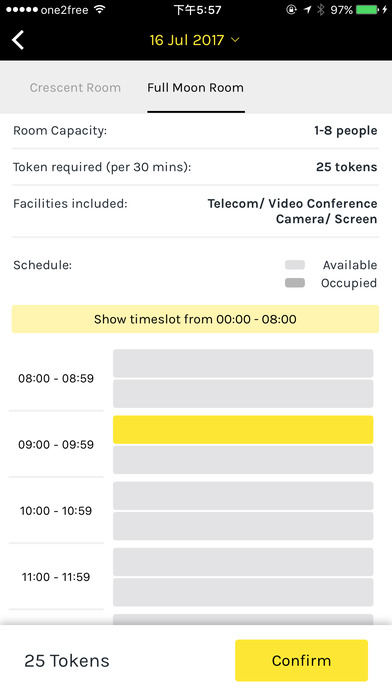 one2free 下午5:57 97%
16 Jul 2017
Crescent Room Full Moon Room
Room Capacity: 1-8 people
Token required (per 30 mins): 25 tokens
Facilities included: Telecom/ Video Conference
Camera/ Screen
Schedule: Available
Occupied
Show timeslot from 00:00 - 08:00
08:00 - 08:59
09:00 - 09:59
10:00 - 10:59
11:00 - 11:59
25 Tokens Confirm